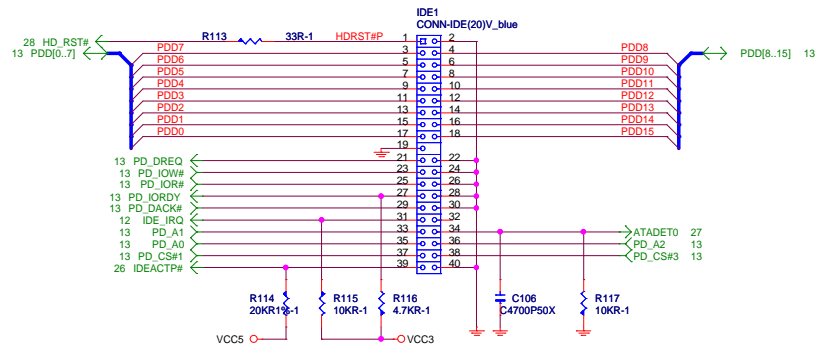 IDE1
CONN-IDE(20)V_blue
28 HD_RST# R113 33R-1 HDRST#P 1 2
13 PDD[0..7] PDD7 3 4 PDD8 PDD[8..15] 13
PDD6 5 6 PDD9
PDD5 7 8 PDD10
PDD4 9 10 PDD11
PDD3 11 12 PDD12
PDD2 13 14 PDD13
PDD1 15 16 PDD14
PDD0 17 18 PDD15
19
13 PD_DREQ 21 22
13 PD_IOW# 23 24
13 PD_IOR# 25 26
13 PD_IORDY 27 28
13 PD_DACK# 29 30
12 IDE_IRQ 31 32
13 PD_A1 33 34 ATADET0 27
13 PD_A0 35 36 PD_A2 13
13 PD_CS#1 37 38 PD_CS#3 13
26 IDEACTP# 39 40
R114 R115 R116 C106 R117
20KR1%-1 10KR-1 4.7KR-1 C4700P50X 10KR-1
VCC5 VCC3